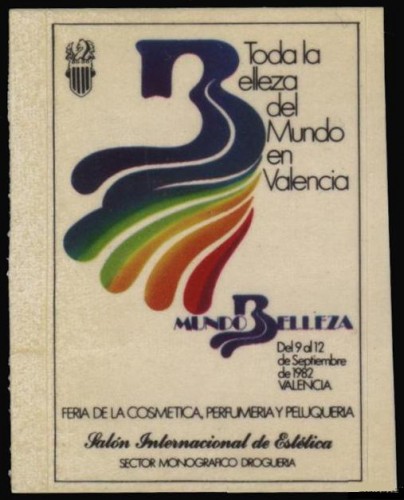 Toda la
Belleza
del
Mundo
en
Valencia
MUNDO BELLEZA
Del 9 al 12
de Septiembre
de 1982
VALENCIA
FERIA DE LA COSMETICA, PERFUMERIA Y PELUQUERIA
Salón Internacional de Estética
SECTOR MONOGRAFICO DROGUERIA